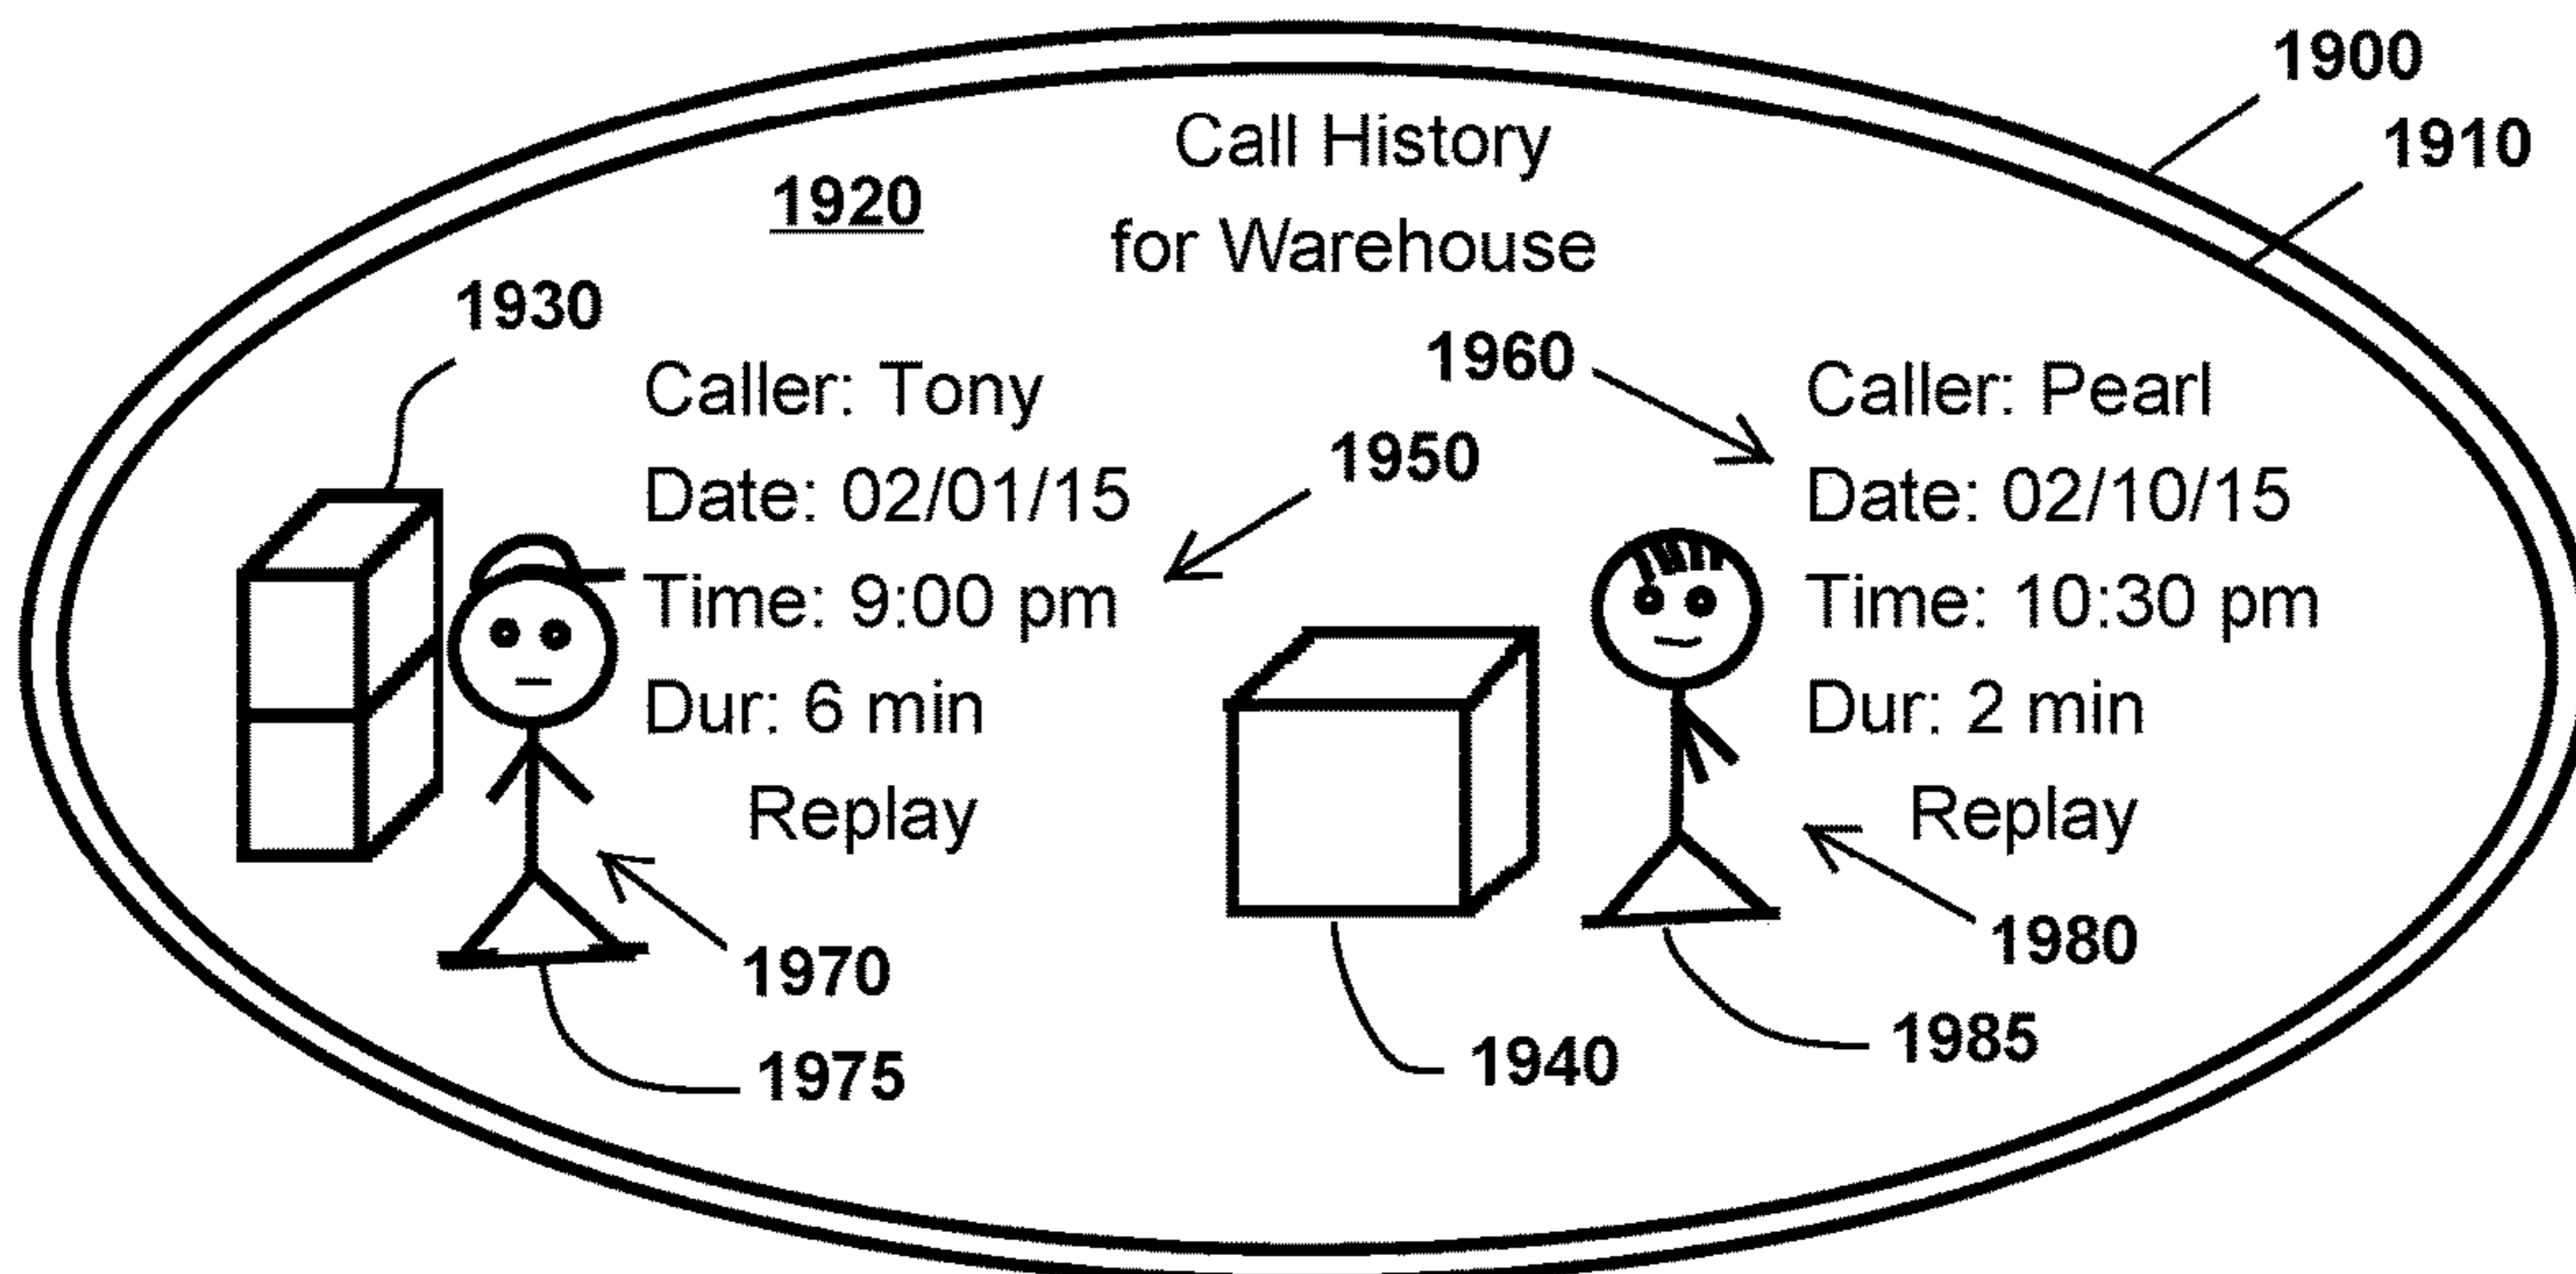 1900
1910
Call History
for Warehouse
1920
1930
Caller: Tony
Date: 02/01/15
Time: 9:00 pm
Dur: 6 min
Replay
1950
1960
Caller: Pearl
Date: 02/10/15
Time: 10:30 pm
Dur: 2 min
Replay
1970
1975
1940
1980
1985